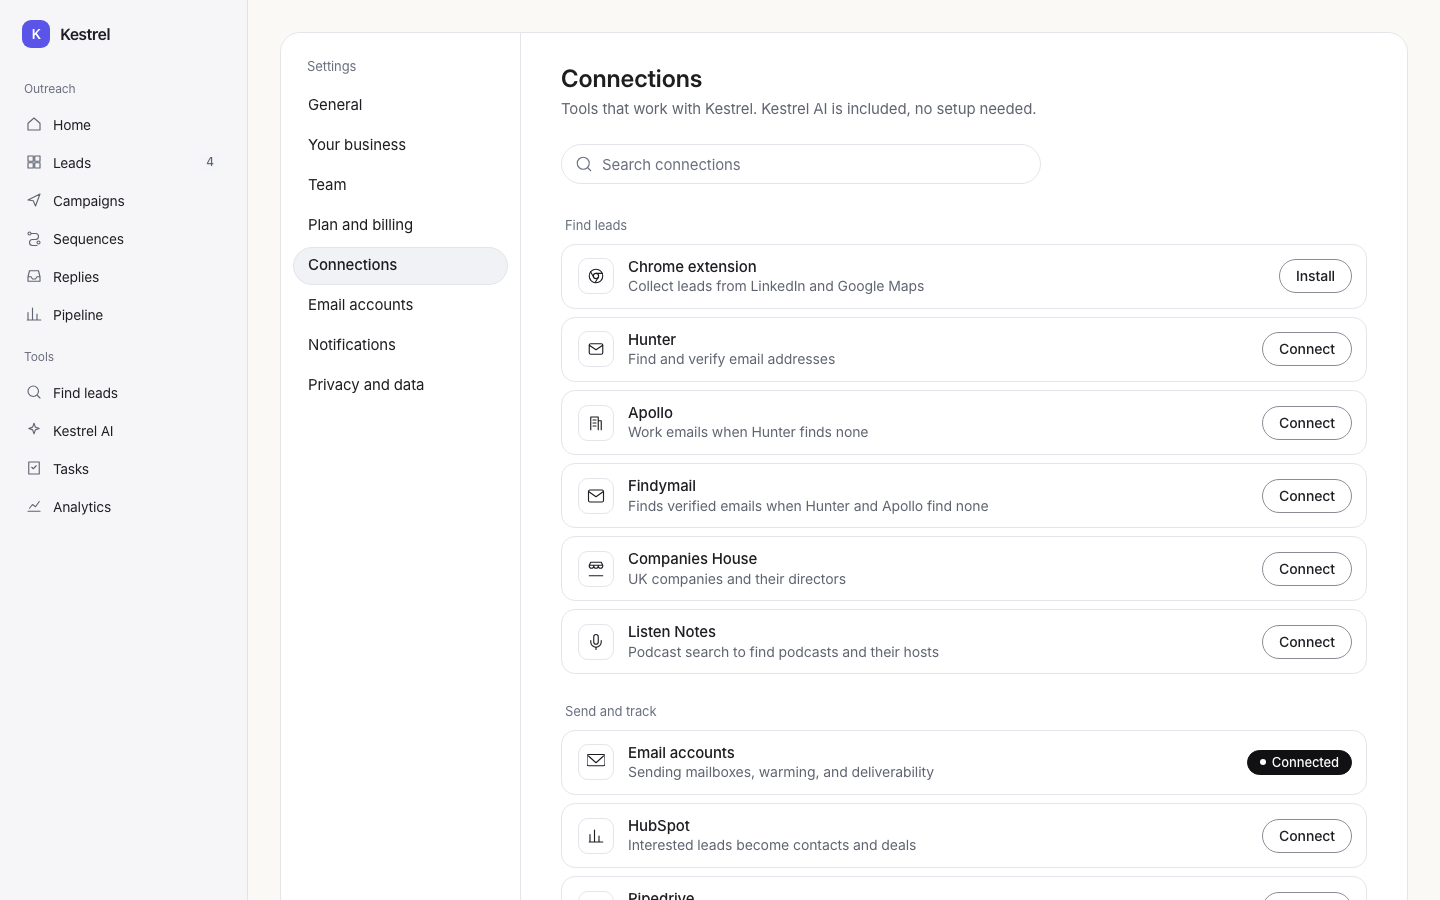 K Kestrel
Outreach
Home
Leads 4
Campaigns
Sequences
Replies
Pipeline
Tools
Find leads
Kestrel AI
Tasks
Analytics
Settings
General
Your business
Team
Plan and billing
Connections
Email accounts
Notifications
Privacy and data
Connections
Tools that work with Kestrel. Kestrel AI is included, no setup needed.
Search connections
Find leads
Chrome extension
Collect leads from LinkedIn and Google Maps
Install
Hunter
Find and verify email addresses
Connect
Apollo
Work emails when Hunter finds none
Connect
Findymail
Finds verified emails when Hunter and Apollo find none
Connect
Companies House
UK companies and their directors
Connect
Listen Notes
Podcast search to find podcasts and their hosts
Connect
Send and track
Email accounts
Sending mailboxes, warming, and deliverability
Connected
HubSpot
Interested leads become contacts and deals
Connect
Pipedrive